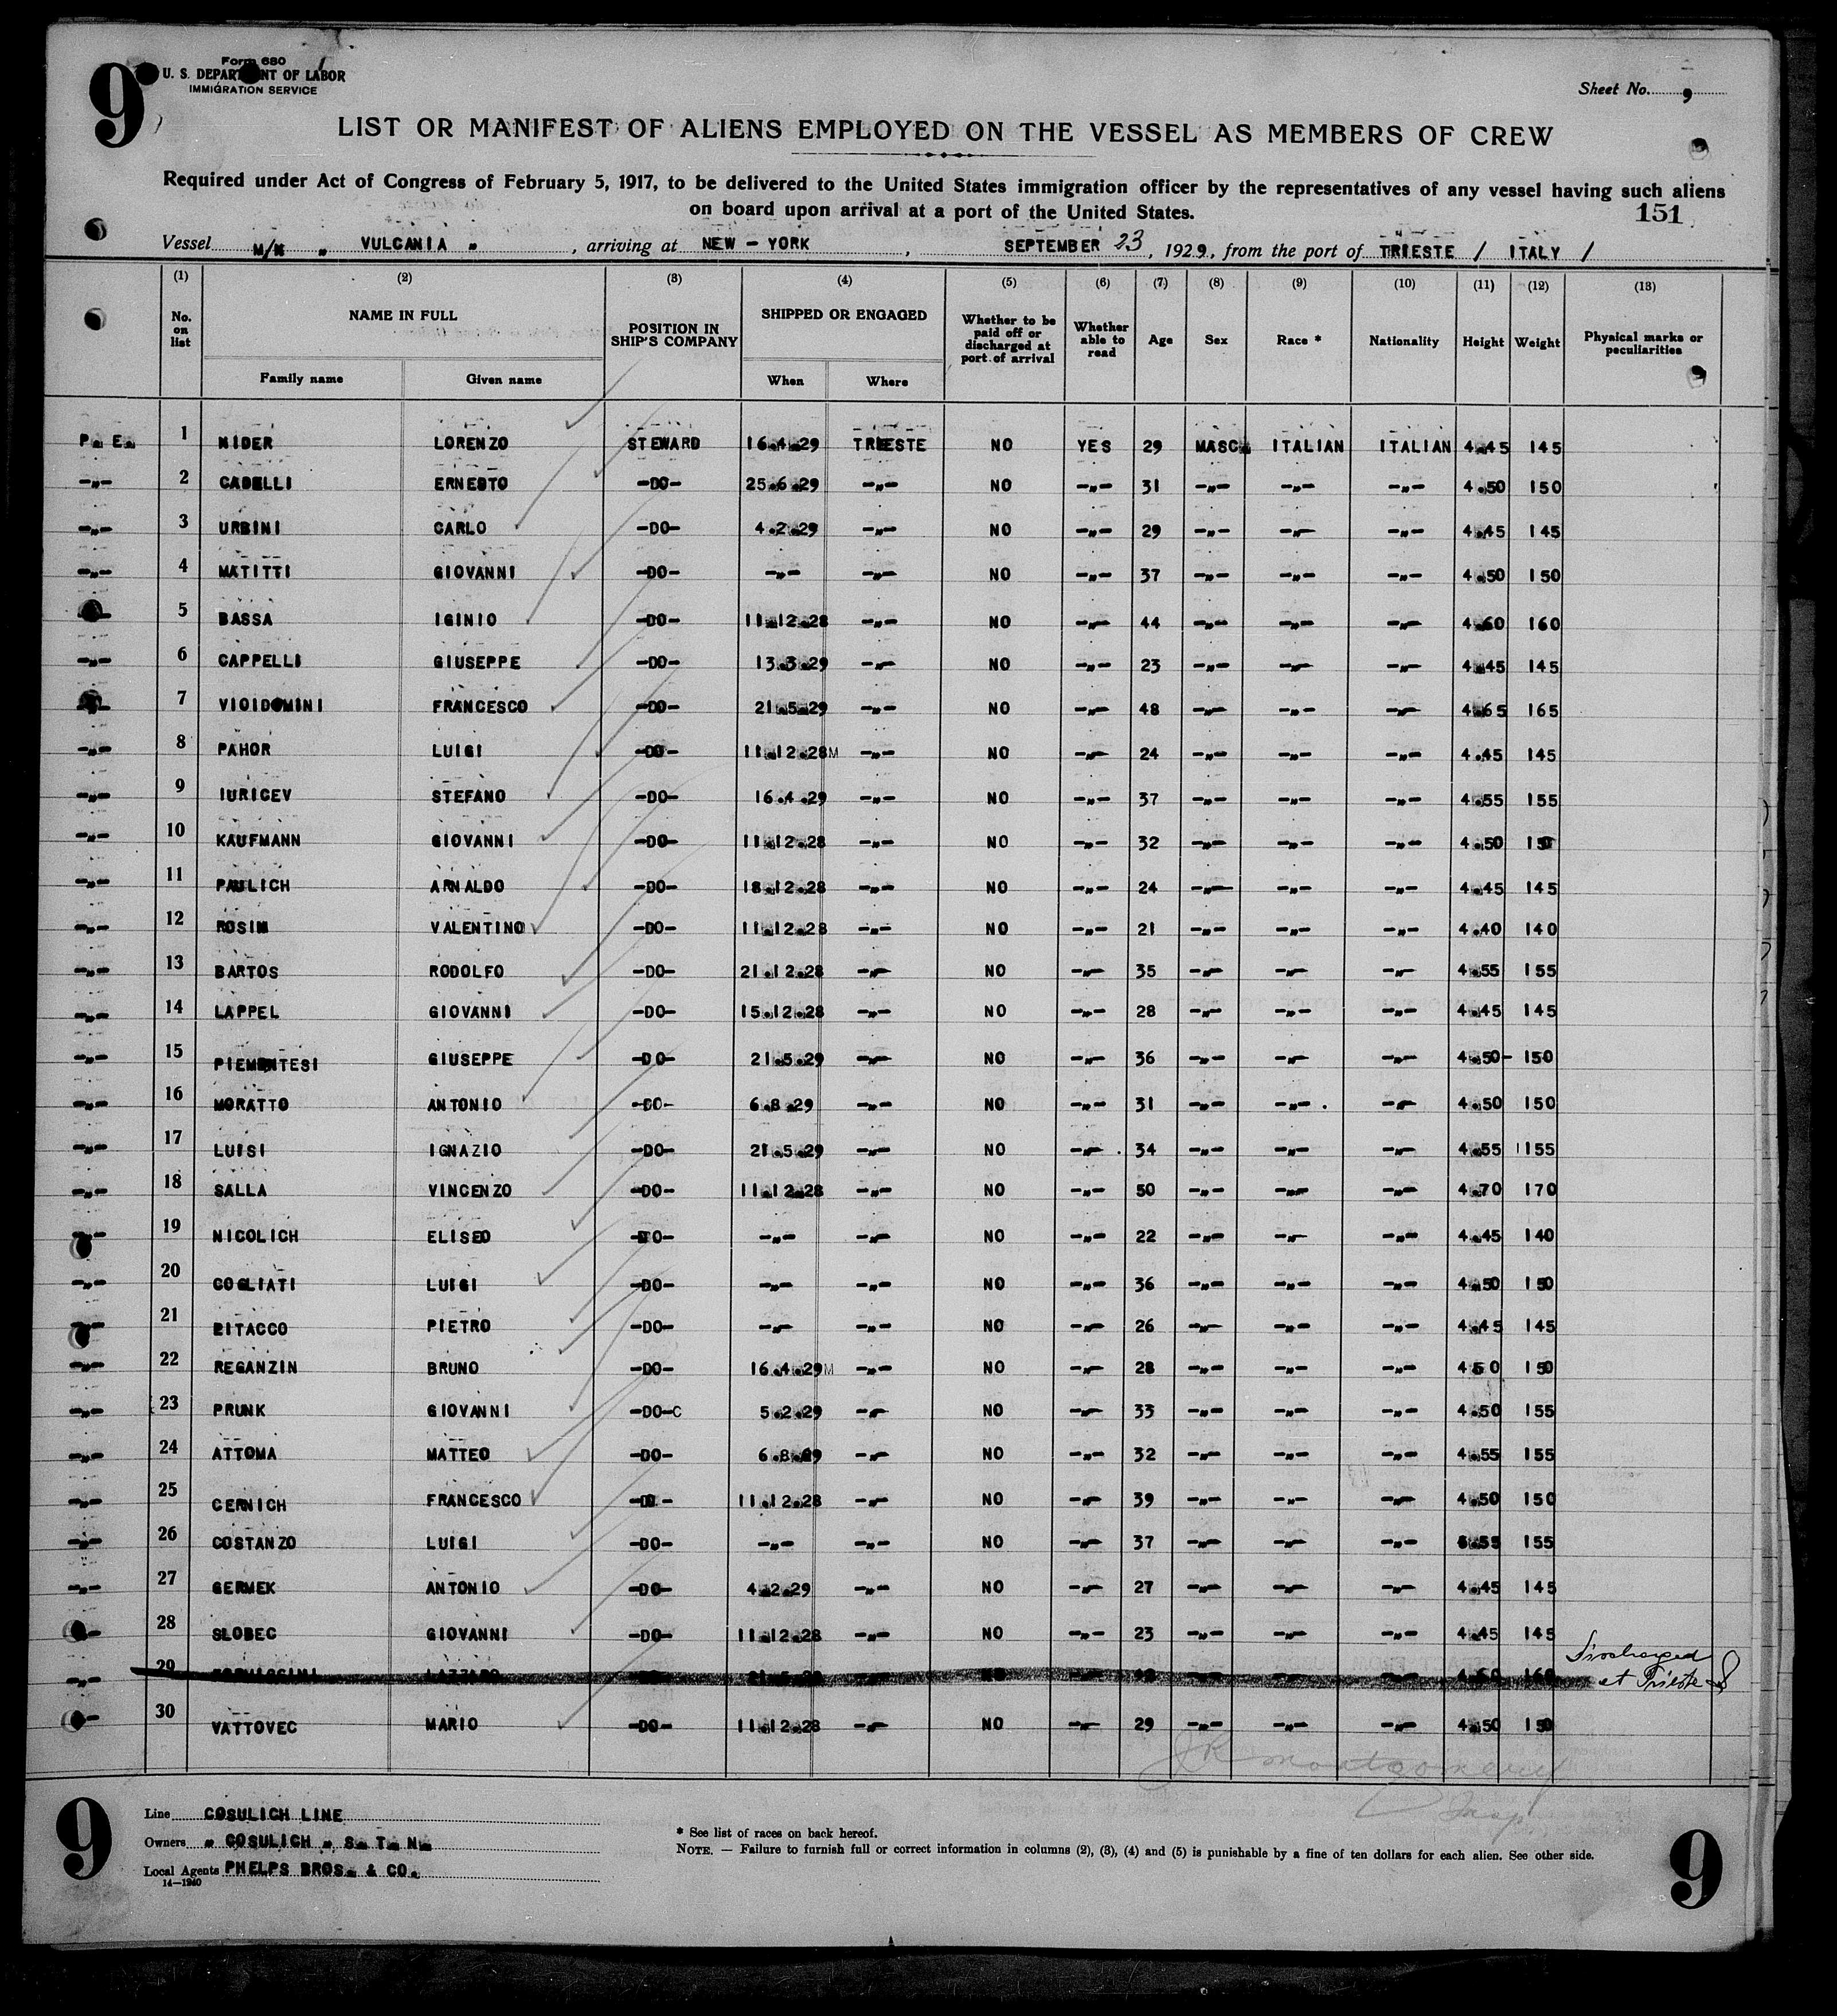 9
Form 680
U. S. DEPARTMENT OF LABOR
IMMIGRATION SERVICE
Sheet No. 9
LIST OR MANIFEST OF ALIENS EMPLOYED ON THE VESSEL AS MEMBERS OF CREW
Required under Act of Congress of February 5, 1917, to be delivered to the United States immigration officer by the representatives of any vessel having such aliens
on board upon arrival at a port of the United States.
151
Vessel M/N " VULCANIA ", arriving at NEW-YORK, SEPTEMBER 23, 1929, from the port of TRIESTE / ITALY /
(1) (2) (3) (4) (5) (6) (7) (8) (9) (10) (11) (12) (13)
No. on list NAME IN FULL POSITION IN SHIP'S COMPANY SHIPPED OR ENGAGED Whether to be paid off or discharged at port of arrival Whether able to read Age Sex Race * Nationality Height Weight Physical marks or peculiarities
Family name Given name When Where
P. E. 1 NIDER LORENZO STEWARD 16.4.29 TRIESTE NO YES 29 MASC. ITALIAN ITALIAN 4.45 145
-"- 2 CADELLI ERNESTO -DO- 25.6.29 -"- NO -"- 31 -"- -"- -"- 4.50 150
-"- 3 URBINI CARLO -DO- 4.2.29 -"- NO -"- 29 -"- -"- -"- 4.45 145
-"- 4 MATITTI GIOVANNI -DO- -"- -"- NO -"- 37 -"- -"- -"- 4.50 150
-"- 5 BASSA IGINIO -DO- 11.12.28 -"- NO -"- 44 -"- -"- -"- 4.60 160
-"- 6 CAPPELLI GIUSEPPE -DO- 13.3.29 -"- NO -"- 23 -"- -"- -"- 4.45 145
-"- 7 VIOIDOMINI FRANCESCO -DO- 21.5.29 -"- NO -"- 48 -"- -"- -"- 4.65 165
-"- 8 PAHOR LUIGI -DO- 11.12.28M -"- NO -"- 24 -"- -"- -"- 4.45 145
-"- 9 IURICEV STEFANO -DO- 16.4.29 -"- NO -"- 37 -"- -"- -"- 4.55 155
-"- 10 KAUFMANN GIOVANNI -DO- 11.12.28 -"- NO -"- 32 -"- -"- -"- 4.50 150
-"- 11 PAULICH ARNALDO -DO- 18.12.28 -"- NO -"- 24 -"- -"- -"- 4.45 145
-"- 12 ROSIM VALENTINO -DO- 11.12.28 -"- NO -"- 21 -"- -"- -"- 4.40 140
-"- 13 BARTOS RODOLFO -DO- 21.12.28 -"- NO -"- 35 -"- -"- -"- 4.55 155
-"- 14 LAPPEL GIOVANNI -DO- 15.12.28 -"- NO -"- 28 -"- -"- -"- 4.45 145
-"- 15 PIEMONTESI GIUSEPPE -DO- 21.5.29 -"- NO -"- 36 -"- -"- -"- 4.50- 150
-"- 16 MORATTO ANTONIO -DO- 6.8.29 -"- NO -"- 31 -"- -"- -"- 4.50 150
-"- 17 LUISI IGNAZIO -DO- 21.5.29 -"- NO -"- 34 -"- -"- -"- 4.55 155
-"- 18 SALLA VINCENZO -DO- 11.12.28 -"- NO -"- 50 -"- -"- -"- 4.70 170
-"- 19 NICOLICH ELISEO -DO- -"- -"- NO -"- 22 -"- -"- -"- 4.45 140
-"- 20 COGLIATI LUIGI -DO- -"- -"- NO -"- 36 -"- -"- -"- 4.50 150
-"- 21 BITACCO PIETRO -DO- -"- -"- NO -"- 26 -"- -"- -"- 4.45 145
-"- 22 REGANZIN BRUNO -DO- 16.4.29M -"- NO -"- 28 -"- -"- -"- 450 150
-"- 23 PRUNK GIOVANNI -DO-C 5.2.29 -"- NO -"- 33 -"- -"- -"- 4.50 155
-"- 24 ATTOMA MATTEO -DO- 6.8.29 -"- NO -"- 32 -"- -"- -"- 4.55 155
-"- 25 CERNICH FRANCESCO -DO- 11.12.28 -"- NO -"- 39 -"- -"- -"- 4.50 150
-"- 26 COSTANZO LUIGI -DO- -"- -"- NO -"- 37 -"- -"- -"- 4.55 155
-"- 27 GERMEK ANTONIO -DO- 4.2.29 -"- NO -"- 27 -"- -"- -"- 4.45 145
-"- 28 SLOBEC GIOVANNI -DO- 11.12.28 -"- NO -"- 23 -"- -"- -"- 4.45 145
-"- 29 LAZZARO 4.60 160 Discharged at Trieste
-"- 30 VATTOVEC MARIO -DO- 11.12.28 -"- NO -"- 29 -"- -"- -"- 4.50 150
JR Montgomery
Insp.
9
Line COSULICH LINE
Owners " COSULICH " S. T. N.
Local Agents PHELPS BROS. & CO.
14—1240
* See list of races on back hereof.
NOTE. — Failure to furnish full or correct information in columns (2), (3), (4) and (5) is punishable by a fine of ten dollars for each alien. See other side.
9